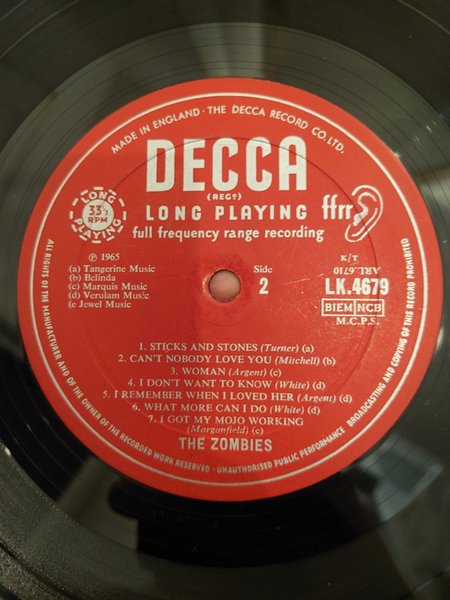 MADE IN ENGLAND · THE DECCA RECORD CO. LTD.
DECCA
(REGD)
LONG PLAYING
ffrr
full frequency range recording
LONG PLAYING
33⅓
RPM
℗ 1965
(a) Tangerine Music
(b) Belinda
(c) Marquis Music
(d) Verulam Music
(e Jewel Music
Side
2
K/T
ARL.6710
LK.4679
BIEM NCB
M.C.P.S.
1. STICKS AND STONES (Turner) (a)
2. CAN'T NOBODY LOVE YOU (Mitchell) (b)
3. WOMAN (Argent) (c)
4. I DON'T WANT TO KNOW (White) (d)
5. I REMEMBER WHEN I LOVED HER (Argent) (d)
6. WHAT MORE CAN I DO (White) (d)
7. I GOT MY MOJO WORKING
(Morganfield) (c)
THE ZOMBIES
ALL RIGHTS OF THE MANUFACTURER AND OF THE OWNER OF THE RECORDED WORK RESERVED · UNAUTHORISED PUBLIC PERFORMANCE BROADCASTING AND COPYING OF THIS RECORD PROHIBITED